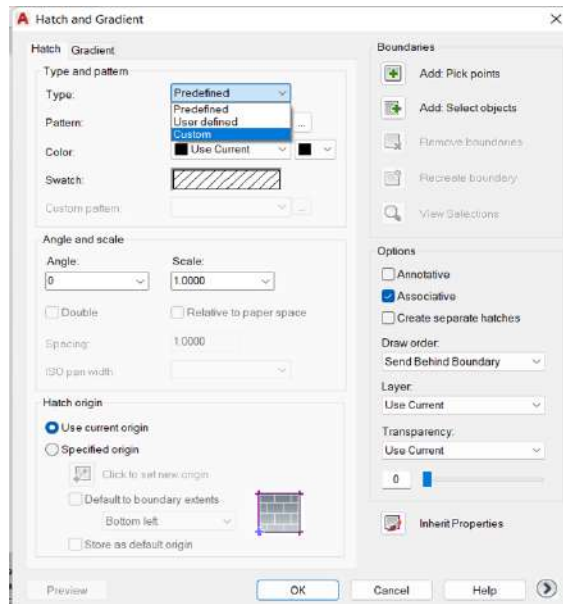 A Hatch and Gradient
Hatch Gradient
Type and pattern
Type: Predefined
Predefined
User defined
Custom
Pattern: ...
Color: Use Current
Swatch:
Custom pattern: ...
Angle and scale
Angle: Scale:
0 1.0000
Double Relative to paper space
Spacing: 1.0000
ISO pen width:
Hatch origin
Use current origin
Specified origin
Click to set new origin
Default to boundary extents
Bottom left
Store as default origin
Preview
Boundaries
Add: Pick points
Add: Select objects
Remove boundaries
Recreate boundary
View Selections
Options
Annotative
Associative
Create separate hatches
Draw order:
Send Behind Boundary
Layer:
Use Current
Transparency:
Use Current
0
Inherit Properties
OK Cancel Help